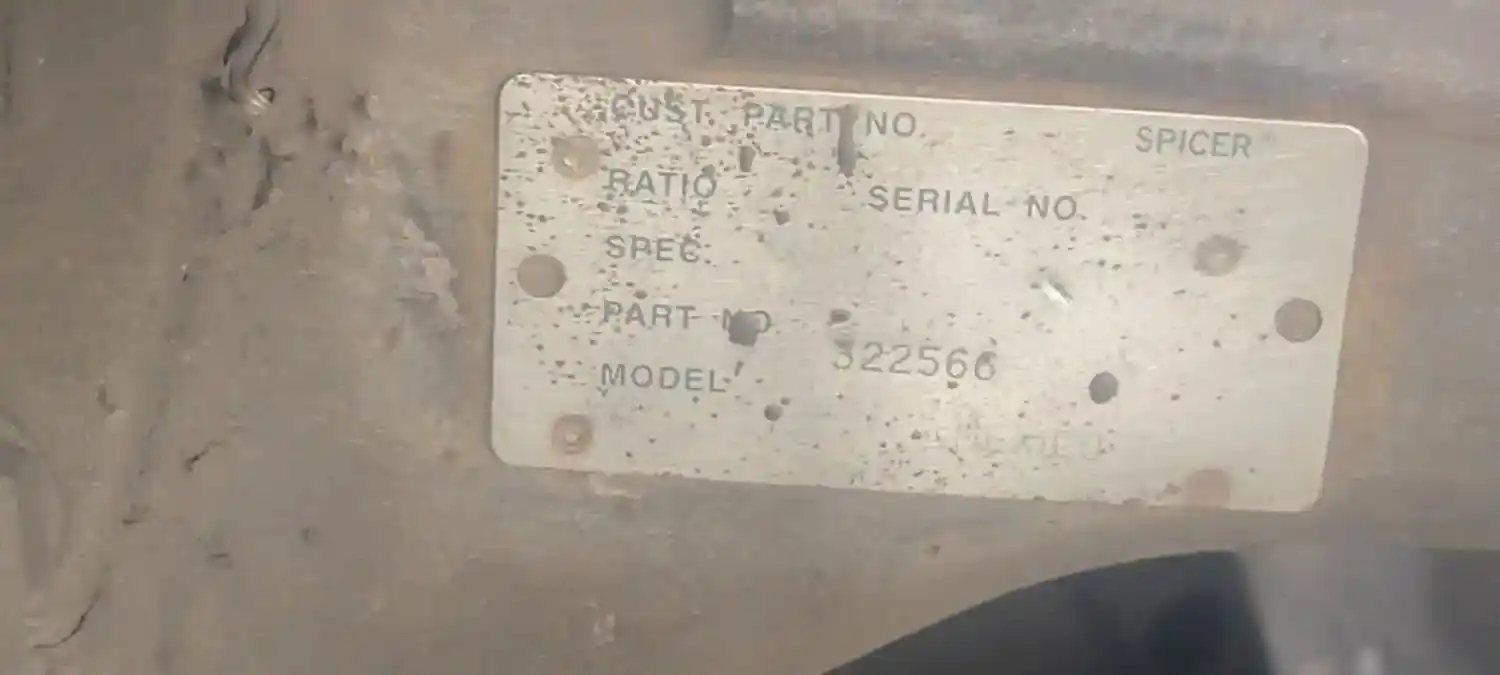 CUST. PART NO. SPICER
RATIO SERIAL NO.
SPEC.
PART NO
322566
MODEL